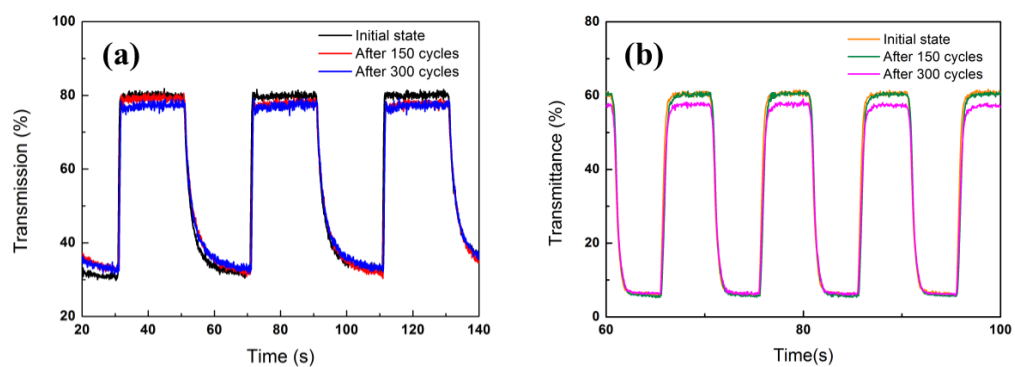 (a)
Initial state
After 150 cycles
After 300 cycles
Transmission (%)
100
80
60
40
20
20 40 60 80 100 120 140
Time (s)
(b)
Initial state
After 150 cycles
After 300 cycles
Transmittance (%)
80
60
40
20
0
60 80 100
Time(s)